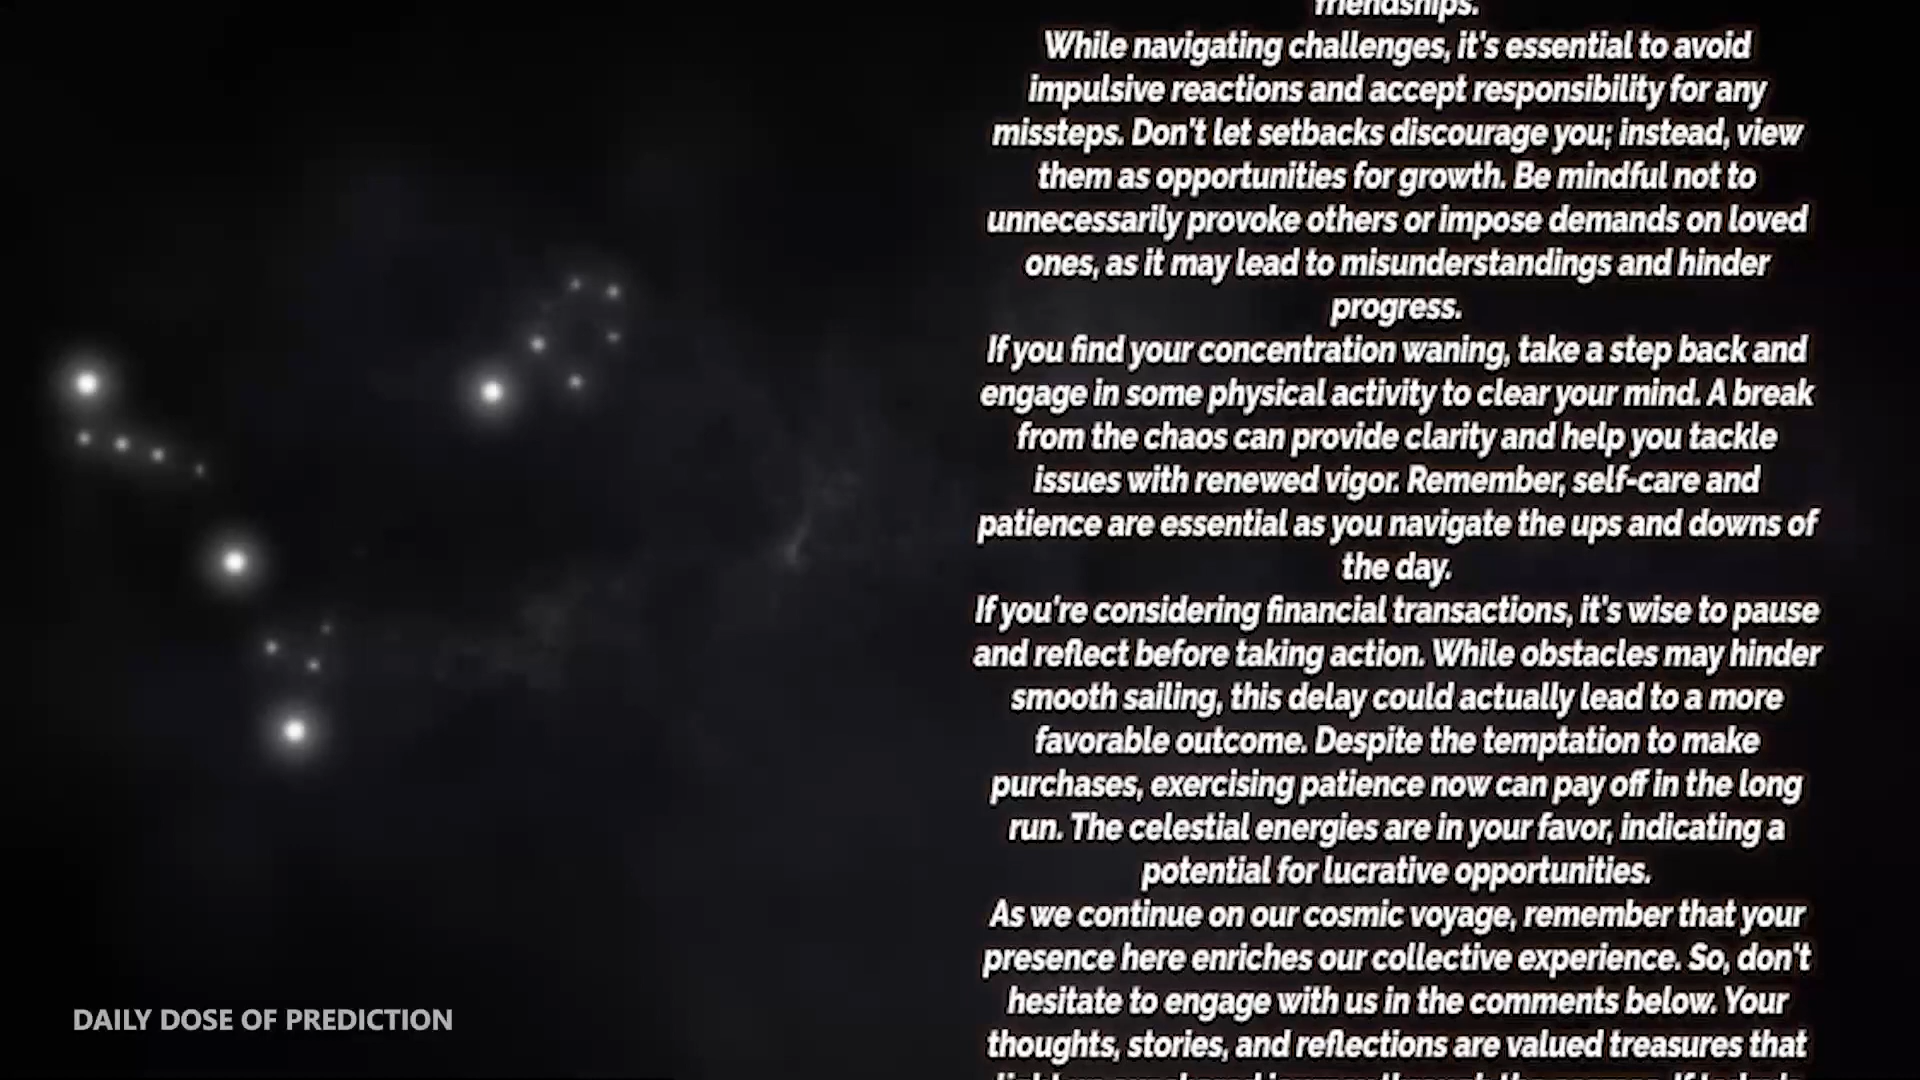 friendships.
While navigating challenges, it's essential to avoid
impulsive reactions and accept responsibility for any
missteps. Don't let setbacks discourage you; instead, view
them as opportunities for growth. Be mindful not to
unnecessarily provoke others or impose demands on loved
ones, as it may lead to misunderstandings and hinder
progress.
If you find your concentration waning, take a step back and
engage in some physical activity to clear your mind. A break
from the chaos can provide clarity and help you tackle
issues with renewed vigor. Remember, self-care and
patience are essential as you navigate the ups and downs of
the day.
If you're considering financial transactions, it's wise to pause
and reflect before taking action. While obstacles may hinder
smooth sailing, this delay could actually lead to a more
favorable outcome. Despite the temptation to make
purchases, exercising patience now can pay off in the long
run. The celestial energies are in your favor, indicating a
potential for lucrative opportunities.
As we continue on our cosmic voyage, remember that your
presence here enriches our collective experience. So, don't
hesitate to engage with us in the comments below. Your
thoughts, stories, and reflections are valued treasures that
DAILY DOSE OF PREDICTION